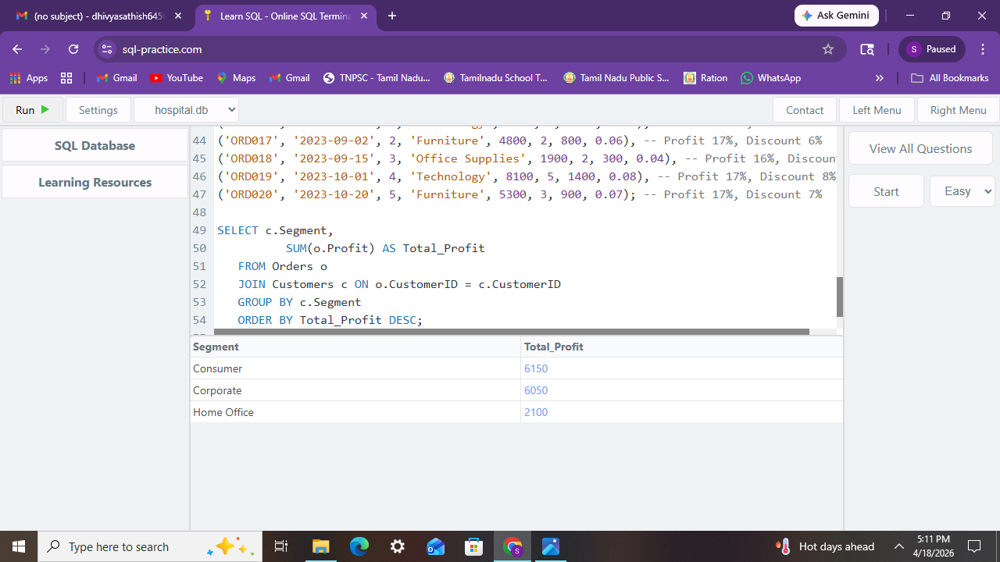 (no subject) - dhivyasathish645
Learn SQL - Online SQL Termina
Ask Gemini
sql-practice.com
S Paused
Apps
Gmail
YouTube
Maps
Gmail
TNPSC - Tamil Nadu...
Tamilnadu School T...
Tamil Nadu Public S...
Ration
WhatsApp
All Bookmarks
Run
Settings
hospital.db
Contact
Left Menu
Right Menu
SQL Database
Learning Resources
44 ('ORD017', '2023-09-02', 2, 'Furniture', 4800, 2, 800, 0.06), -- Profit 17%, Discount 6%
45 ('ORD018', '2023-09-15', 3, 'Office Supplies', 1900, 2, 300, 0.04), -- Profit 16%, Discoun
46 ('ORD019', '2023-10-01', 4, 'Technology', 8100, 5, 1400, 0.08), -- Profit 17%, Discount 8%
47 ('ORD020', '2023-10-20', 5, 'Furniture', 5300, 3, 900, 0.07); -- Profit 17%, Discount 7%
48
49 SELECT c.Segment,
50 SUM(o.Profit) AS Total_Profit
51 FROM Orders o
52 JOIN Customers c ON o.CustomerID = c.CustomerID
53 GROUP BY c.Segment
54 ORDER BY Total_Profit DESC;
View All Questions
Start
Easy
Segment Total_Profit
Consumer 6150
Corporate 6050
Home Office 2100
Type here to search
Hot days ahead
5:11 PM
4/18/2026